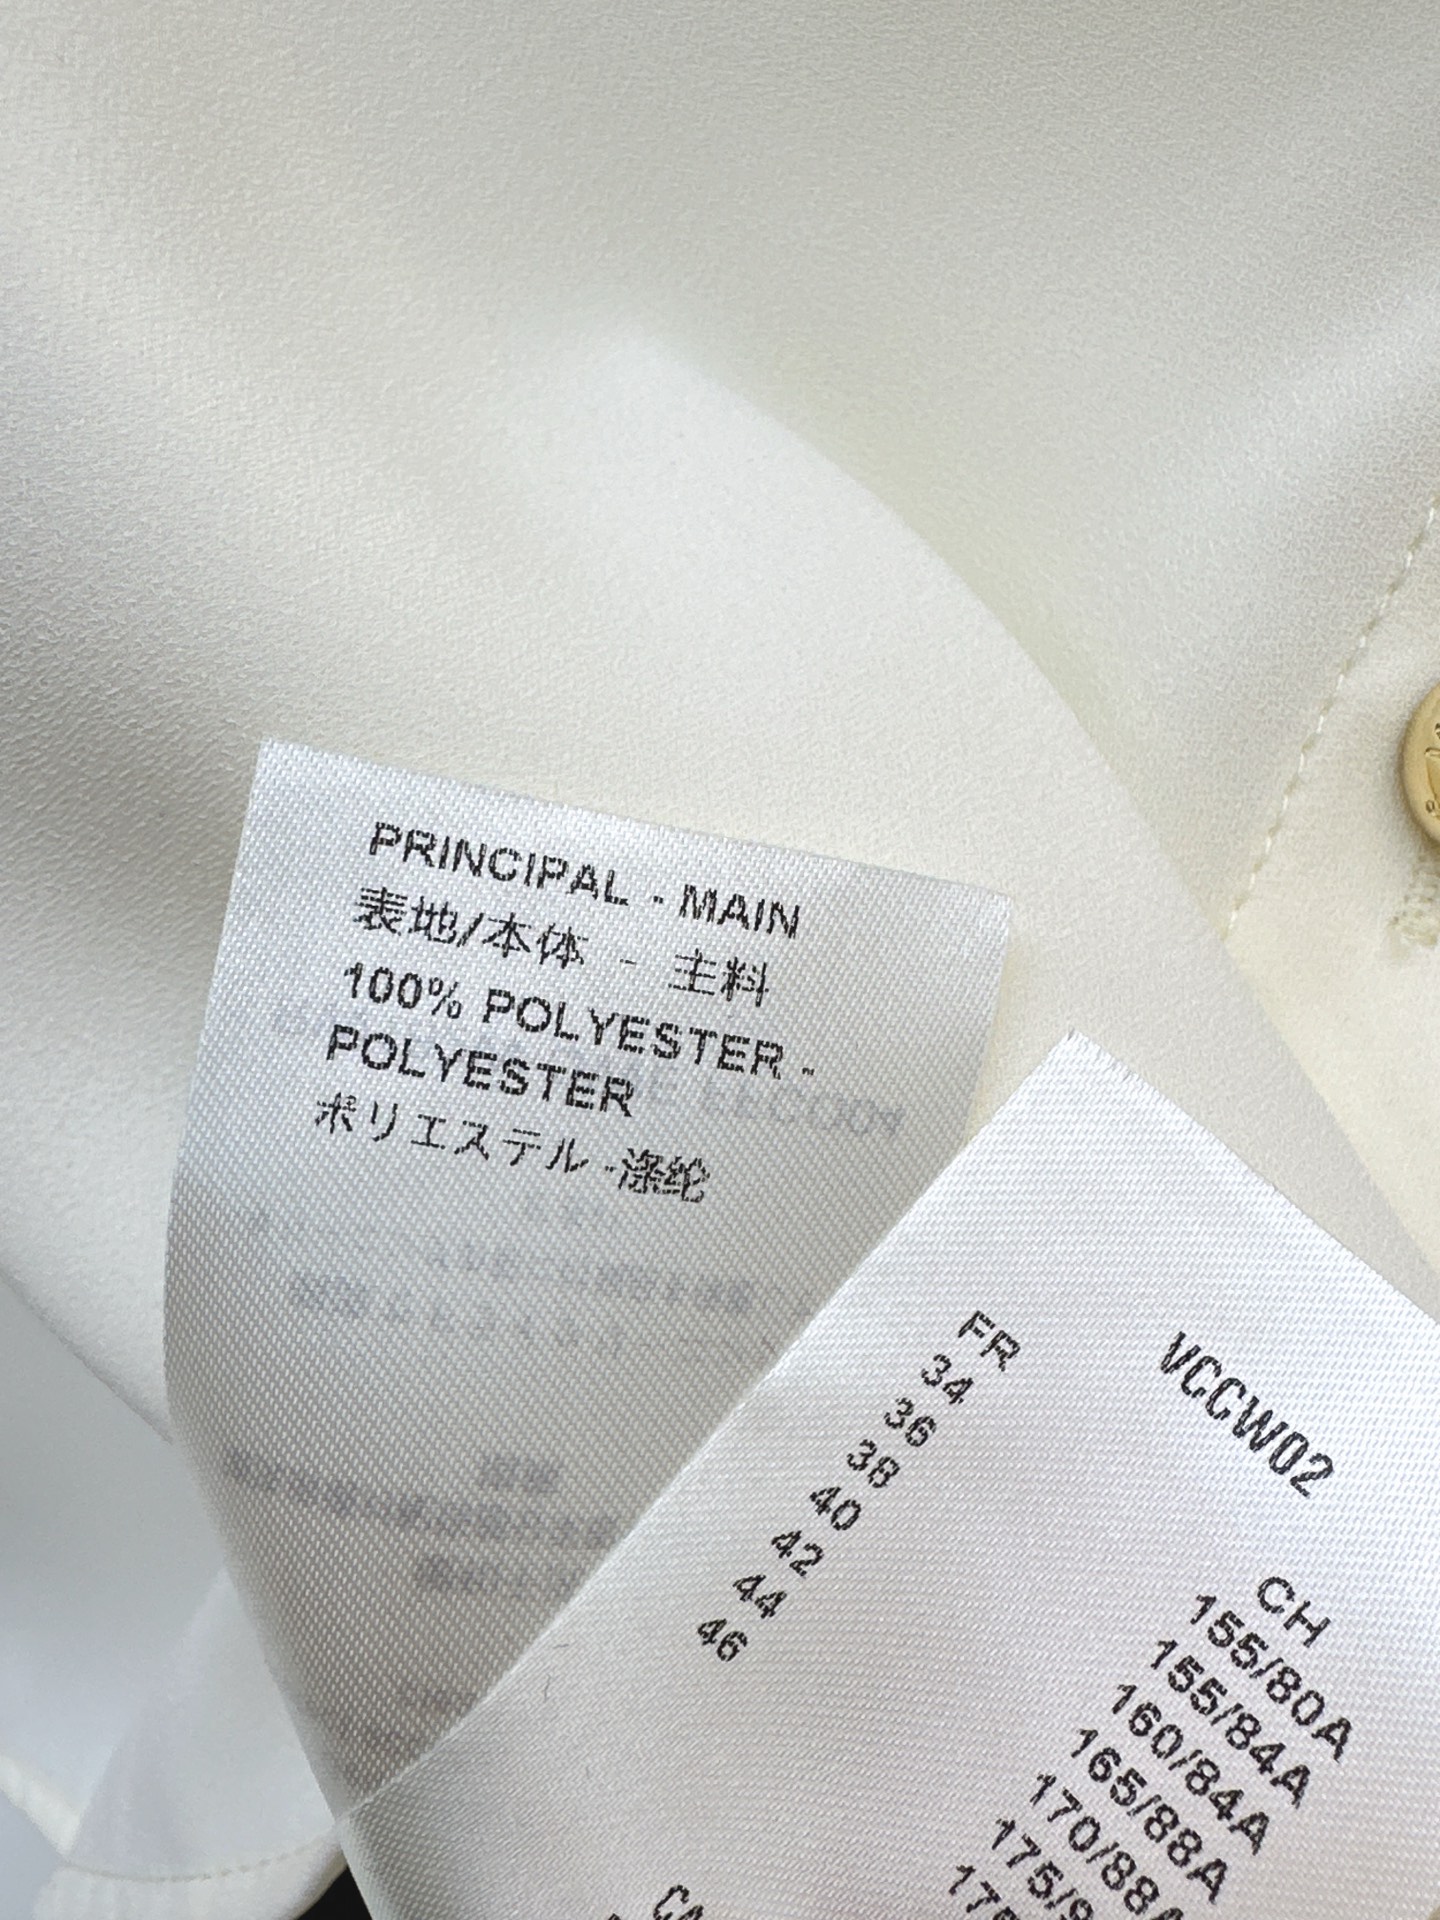 PRINCIPAL - MAIN
表地/本体 - 主料
100% POLYESTER -
POLYESTER
ポリエステル -涤纶
VCCW02
FR
34
36
38
40
42
44
46
CH
155/80A
155/84A
160/84A
165/88A
170/88A